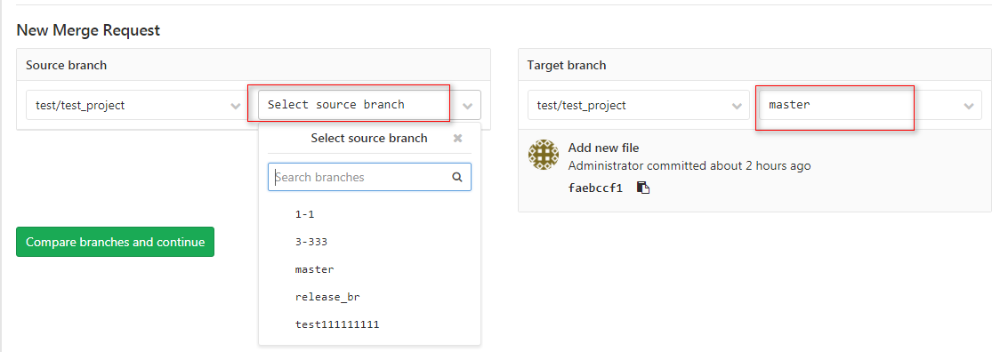 New Merge Request
Source branch
test/test_project
Select source branch
Select source branch
Search branches
1-1
3-333
master
release_br
test111111111
Compare branches and continue
Target branch
test/test_project
master
Add new file
Administrator committed about 2 hours ago
faebccf1